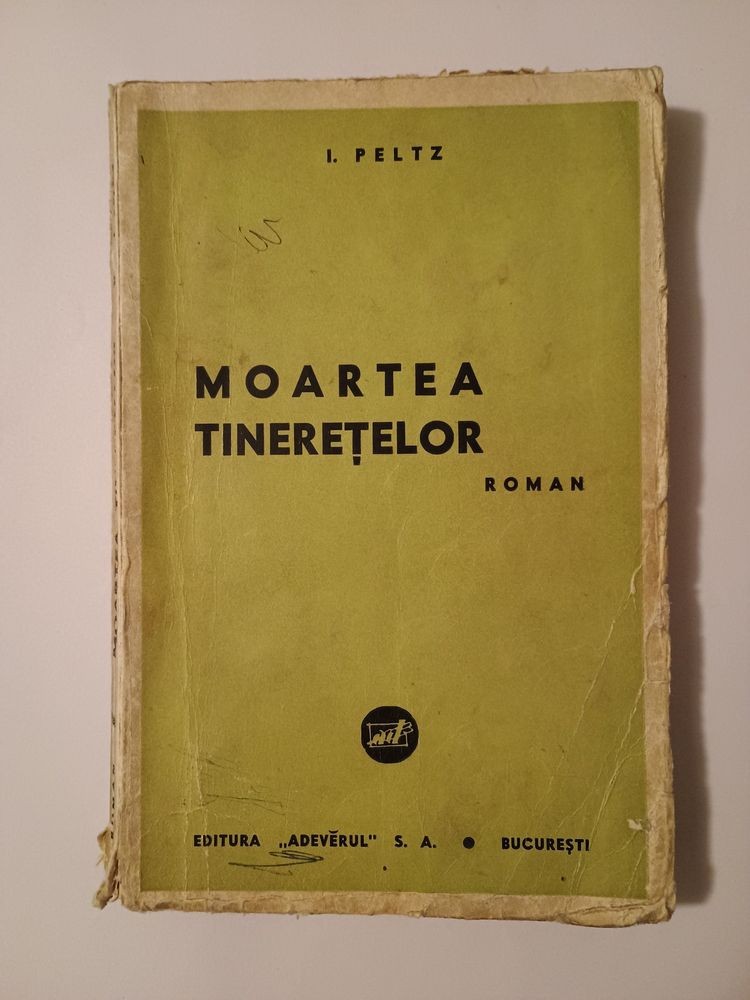 I. PELTZ
MOARTEA
TINEREȚELOR
ROMAN
EDITURA „ADEVĔRUL" S. A. ● BUCUREȘTI